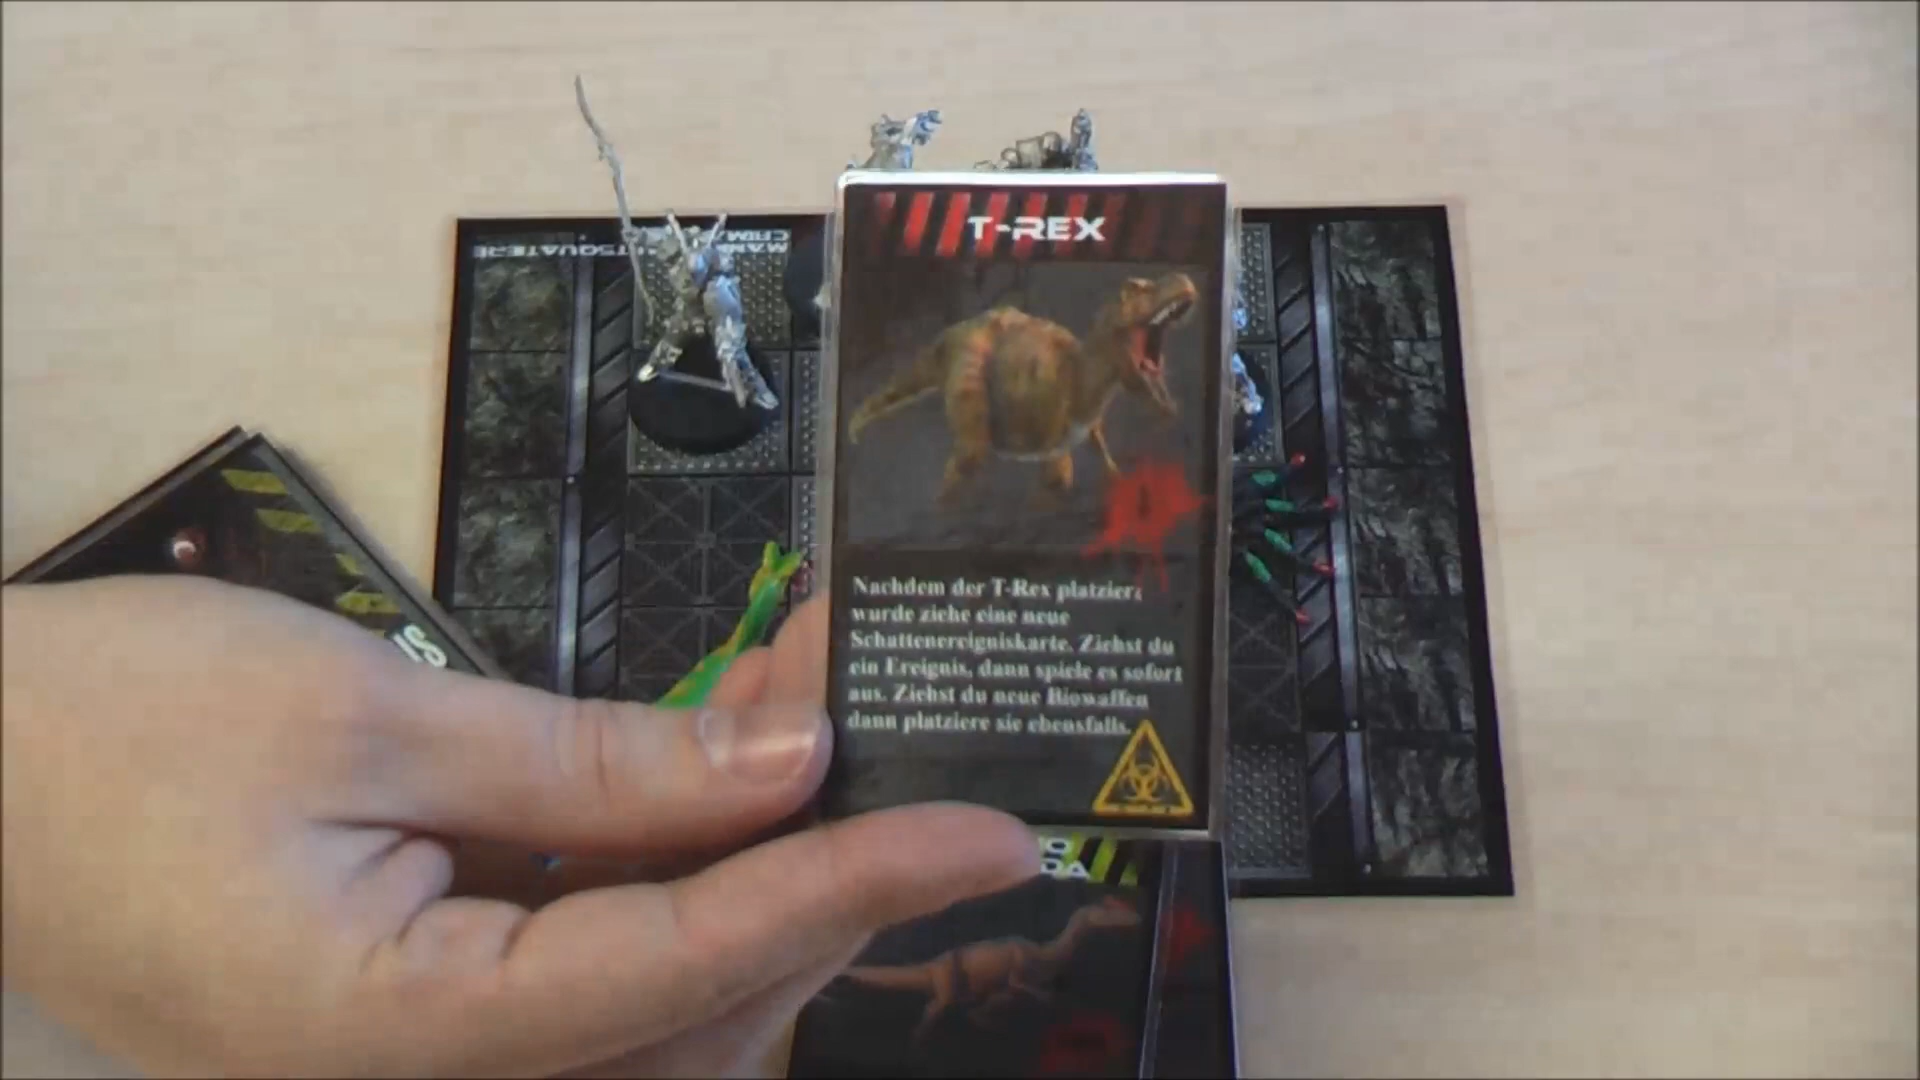 T-REX
Nachdem der T-Rex platziert
wurde ziehe eine neue
Schattenereigniskarte. Ziehst du
ein Ereignis, dann spiele es sofort
aus. Ziehst du neue Biowaffen
dann platziere sie ebensfalls.